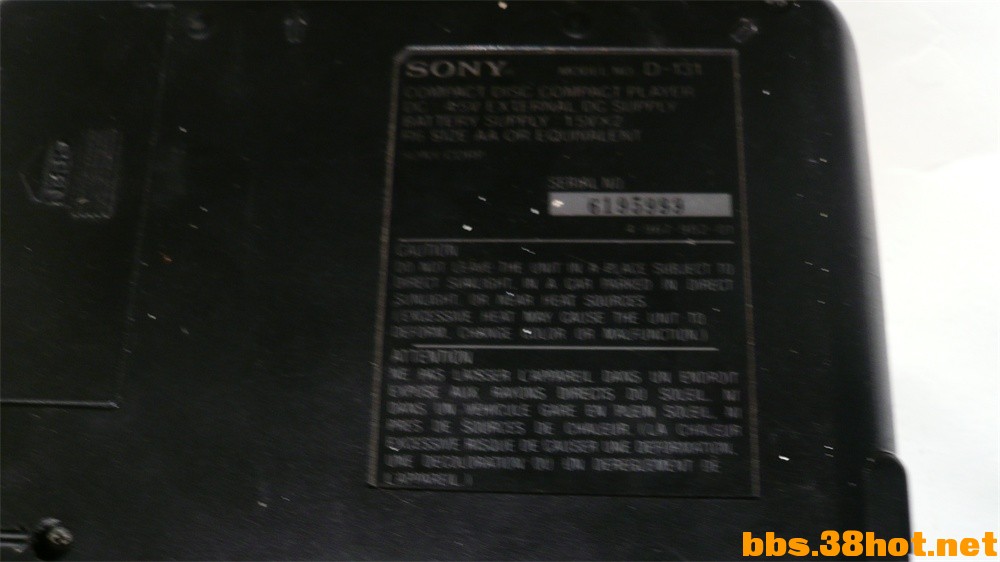 SONY MODEL NO. D-131
COMPACT DISC COMPACT PLAYER
DC 4.5V EXTERNAL DC SUPPLY
BATTERY SUPPLY 1.5V×2
SIZE AA OR EQUIVALENT
SONY CORP.
SERIAL NO.
6195999
CAUTION
DO NOT LEAVE THE UNIT IN A PLACE SUBJECT TO
DIRECT SUNLIGHT, IN A CAR PARKED IN DIRECT
SUNLIGHT OR NEAR HEAT SOURCES.
(EXCESSIVE HEAT MAY CAUSE THE UNIT TO
DEFORM, CHANGE COLOR OR MALFUNCTION.)
ATTENTION
NE PAS LAISSER L'APPAREIL DANS UN ENDROIT
EXPOSE AUX RAYONS DIRECTS DU SOLEIL, NI
DANS UN VEHICULE GARE EN PLEIN SOLEIL, NI
PRES DE SOURCES DE CHALEUR (LA CHALEUR
EXCESSIVE RISQUE DE CAUSER UNE DEFORMATION,
UNE DECOLORATION OU UN DEREGLEMENT DE
L'APPAREIL.)
bbs.38hot.net